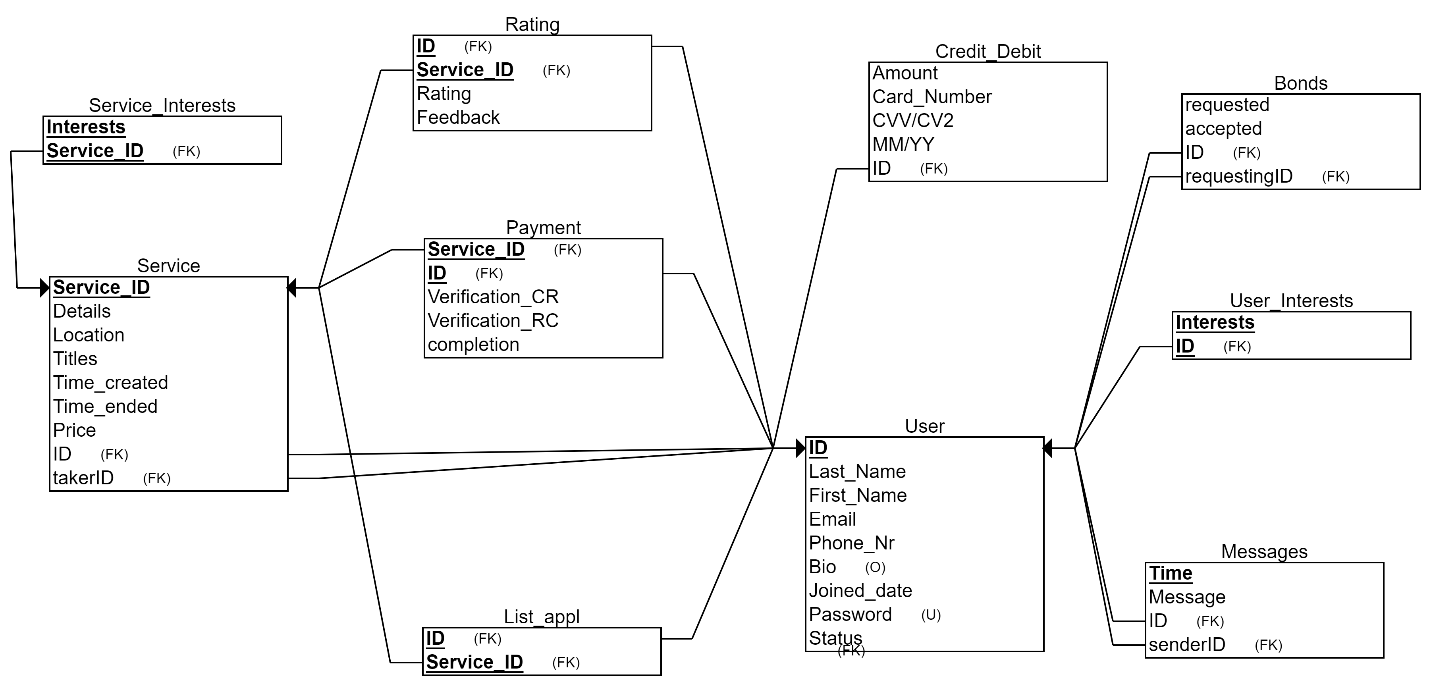 Rating
ID (FK)
Service_ID (FK)
Rating
Feedback
Credit_Debit
Amount
Card_Number
CVV/CV2
MM/YY
ID (FK)
Bonds
requested
accepted
ID (FK)
requestingID (FK)
Service_Interests
Interests
Service_ID (FK)
Payment
Service_ID (FK)
ID (FK)
Verification_CR
Verification_RC
completion
Service
Service_ID
Details
Location
Titles
Time_created
Time_ended
Price
ID (FK)
takerID (FK)
User_Interests
Interests
ID (FK)
User
ID
Last_Name
First_Name
Email
Phone_Nr
Bio (O)
Joined_date
Password (U)
Status
(FK)
Messages
Time
Message
ID (FK)
senderID (FK)
List_appl
ID (FK)
Service_ID (FK)